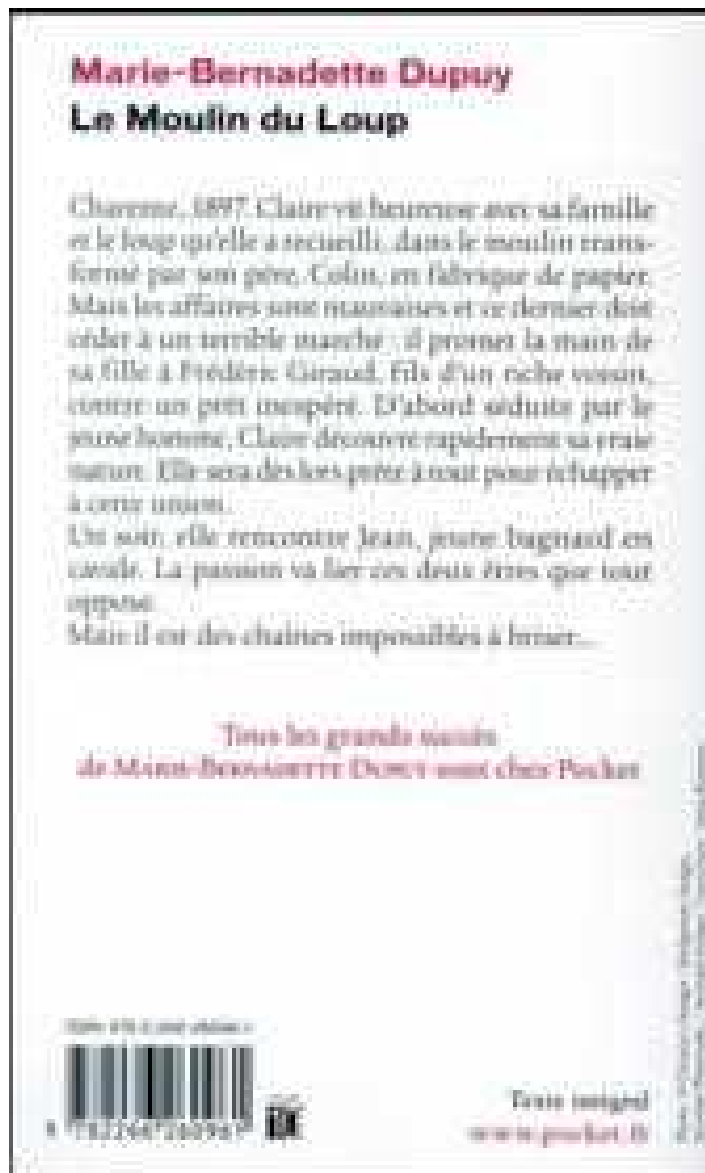 Marie-Bernadette Dupuy
Le Moulin du Loup
Charente, 1897. Claire vit heureuse avec sa famille
et le loup qu'elle a recueilli, dans le moulin trans-
formé par son père, Colin, en fabrique de papier.
Mais les affaires sont mauvaises et ce dernier doit
céder à un terrible marché : il promet la main de
sa fille à Frédéric Giraud, fils d'un riche voisin,
contre un prêt inespéré. D'abord séduite par le
jeune homme, Claire découvre rapidement sa vraie
nature. Elle sera dès lors prête à tout pour échapper
à cette union.
Un soir, elle rencontre Jean, jeune bagnard en
cavale. La passion va lier ces deux êtres que tout
oppose.
Mais il est des chaînes impossibles à briser...
Tous les grands succès
de MARIE-BERNADETTE DUPUY sont chez Pocket
ISBN
Texte intégral
www.pocket.fr